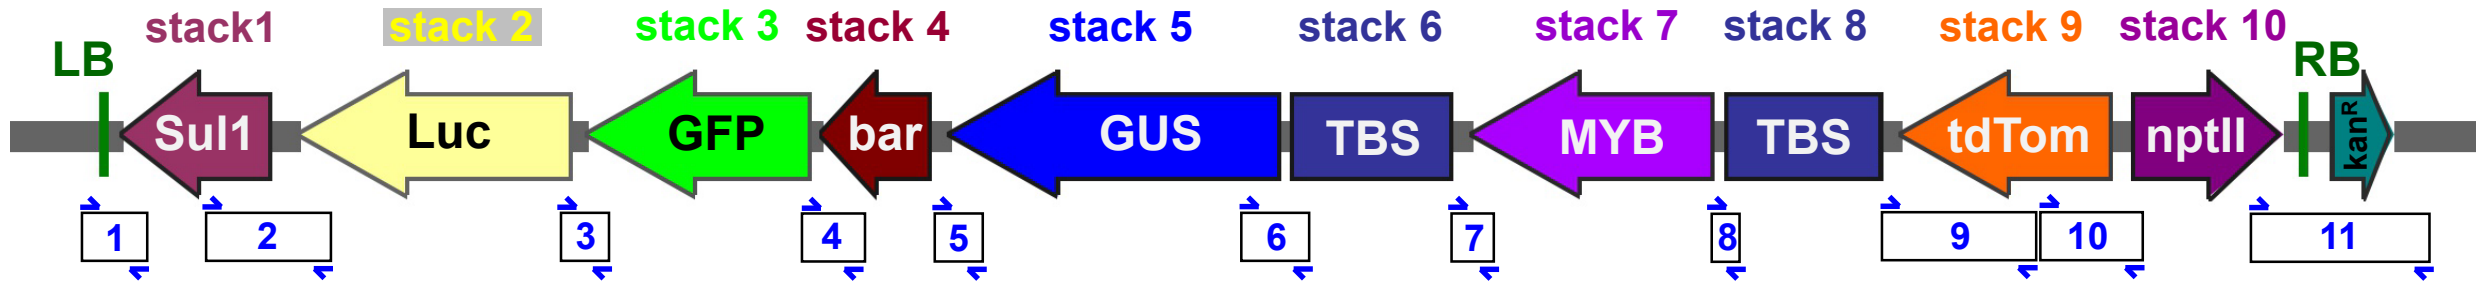 stack1 stack 2 stack 3 stack 4 stack 5 stack 6 stack 7 stack 8 stack 9 stack 10
LB RB
Sul1 Luc GFP bar GUS TBS MYB TBS tdTom nptII kanR
1 2 3 4 5 6 7 8 9 10 11